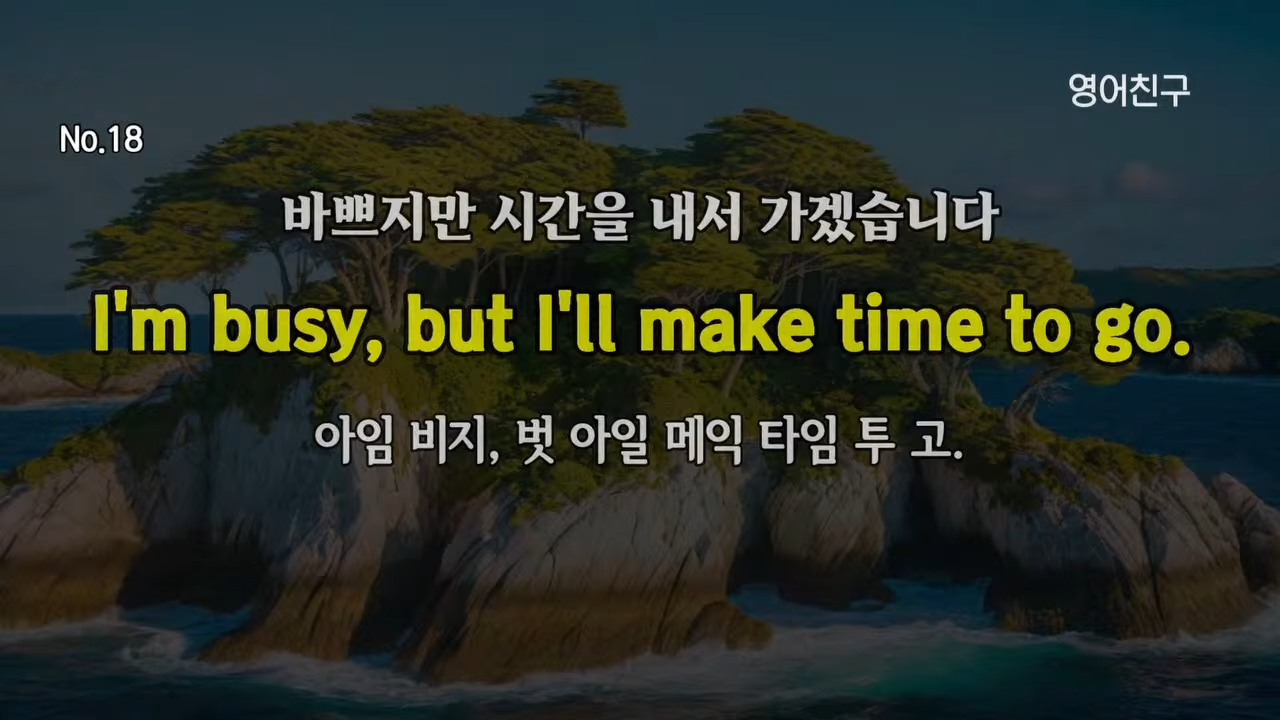 영어친구
No.18
바쁘지만 시간을 내서 가겠습니다
I'm busy, but I'll make time to go.
아임 비지, 벗 아일 메익 타임 투 고.